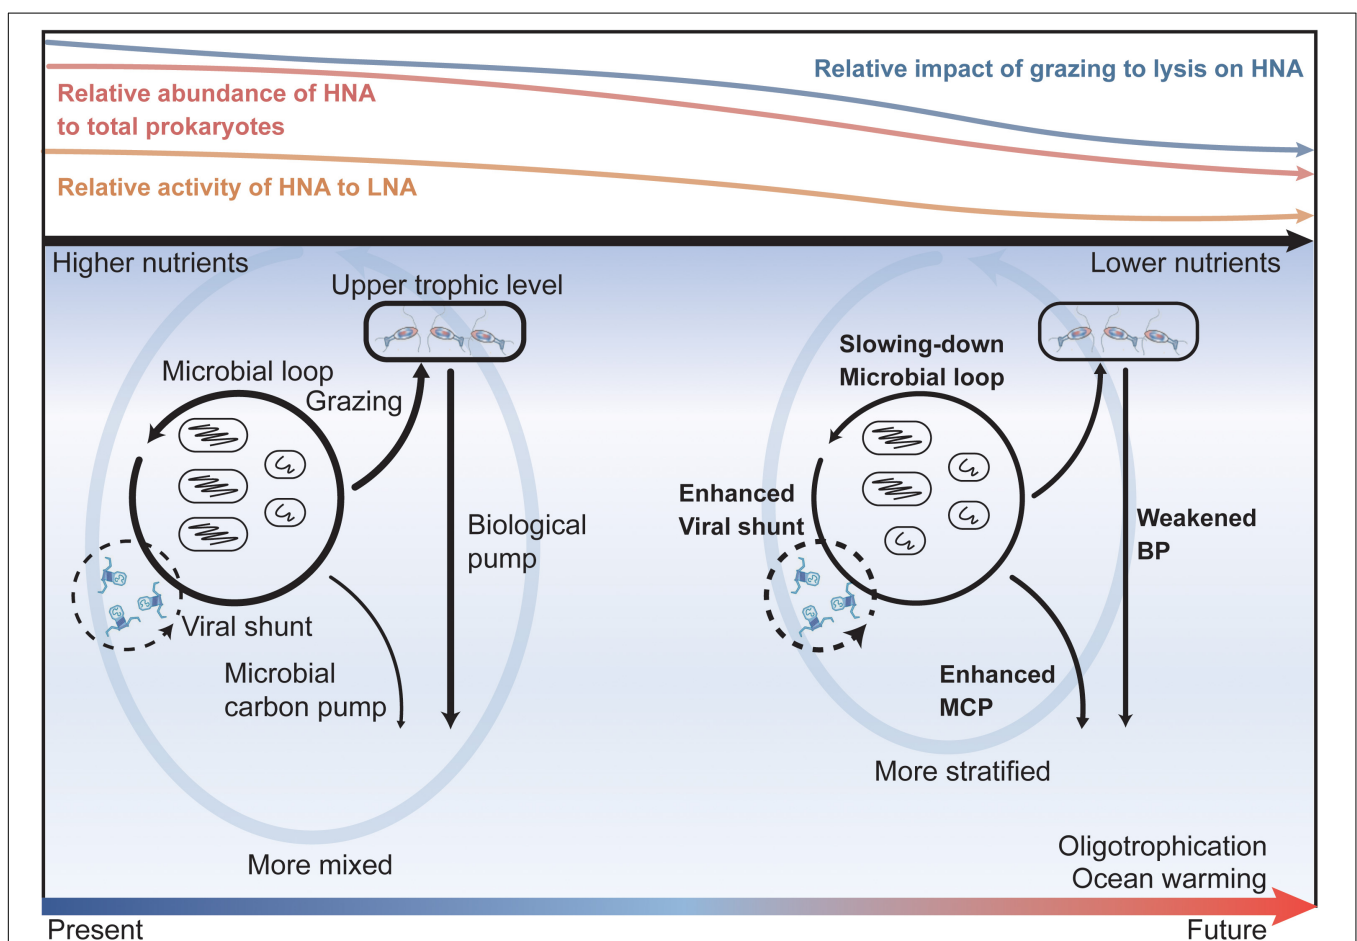 Relative impact of grazing to lysis on HNA
Relative abundance of HNA
to total prokaryotes
Relative activity of HNA to LNA
Higher nutrients
Lower nutrients
Upper trophic level
Microbial loop
Grazing
Biological
pump
Viral shunt
Microbial
carbon pump
More mixed
Slowing-down
Microbial loop
Enhanced
Viral shunt
Weakened
BP
Enhanced
MCP
More stratified
Oligotrophication
Ocean warming
Present
Future